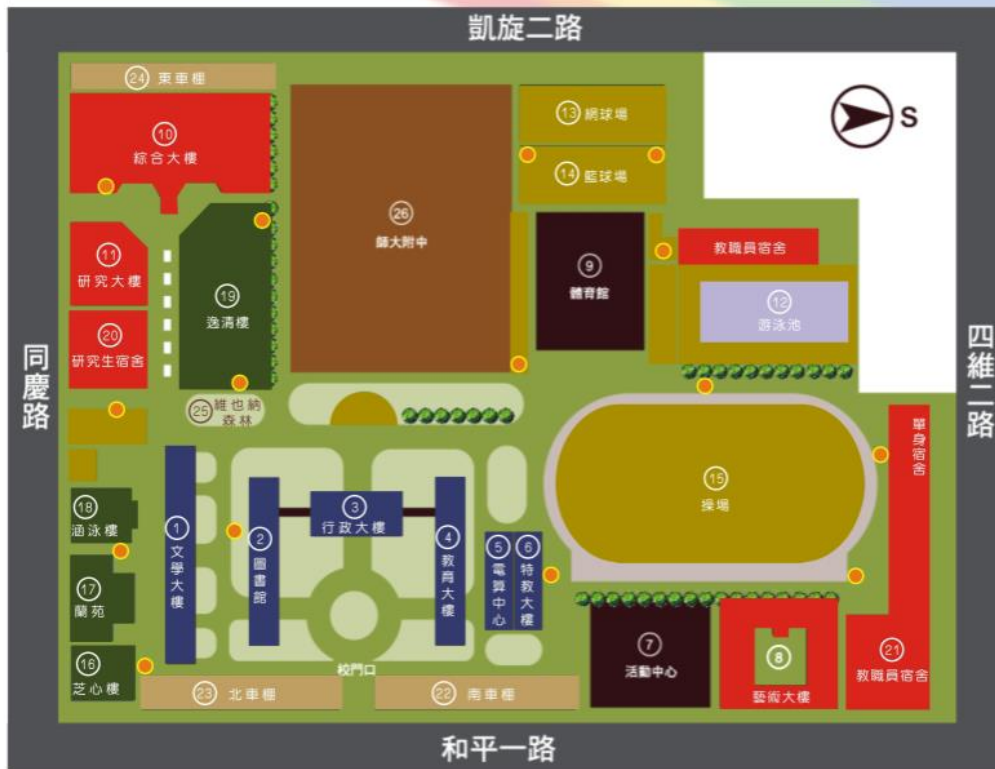 凱旋二路
24 東車棚
10
綜合大樓
13 網球場
S
14 籃球場
26
師大附中
11
研究大樓
19
逸清樓
9
體育館
教職員宿舍
12
游泳池
20
研究生宿舍
同慶路
四維二路
25 維也納
森林
單身宿舍
15
操場
18
涵泳樓
1 文學大樓
2 圖書館
3
行政大樓
4 教育大樓
5 電算中心
6 特教大樓
17
蘭苑
7
活動中心
8
藝術大樓
21
教職員宿舍
16
芝心樓
校門口
23 北車棚
22 南車棚
和平一路